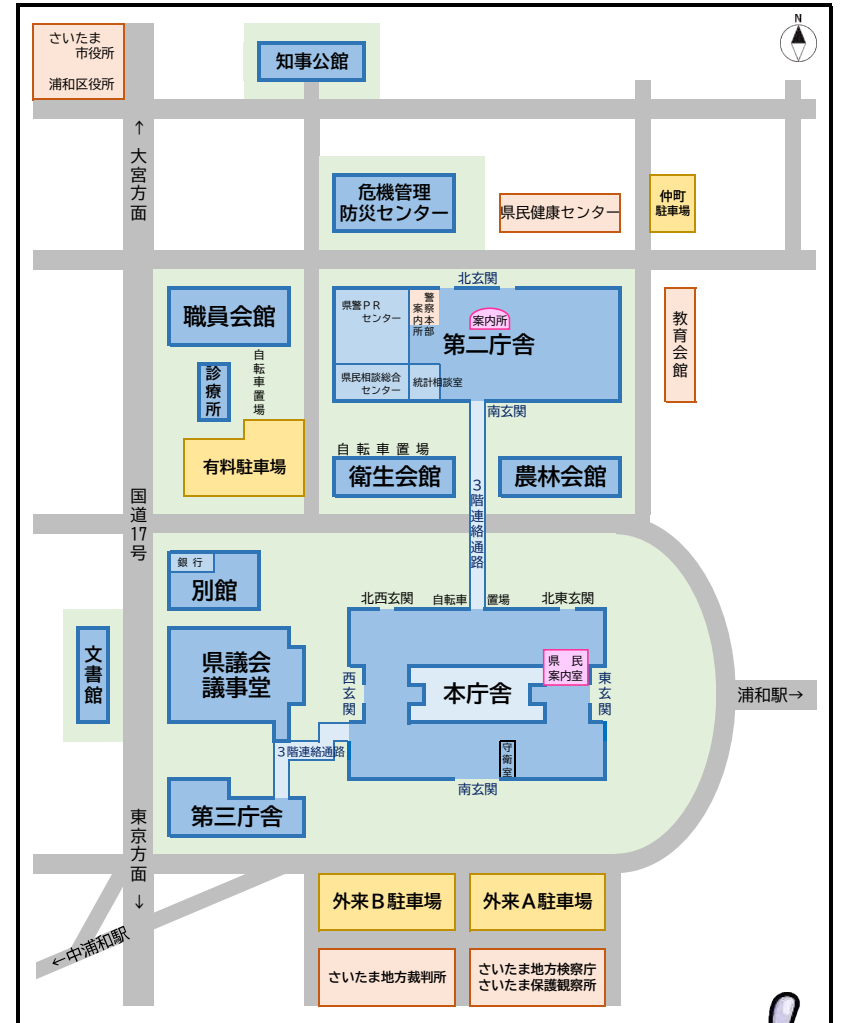 さいたま
市役所
浦和区役所
知事公館
N
↑大宮方面
危機管理
防災センター
県民健康センター
仲町
駐車場
北玄関
職員会館
県警PR
センター
警察本部
案内所
案内所
第二庁舎
教育会館
診療所
自転車置場
県民相談総合
センター
統計相談室
南玄関
有料駐車場
自転車置場
衛生会館
農林会館
3階連絡通路
国道17号
銀行
別館
北西玄関
自転車 置場
北東玄関
文書館
県議会
議事堂
西玄関
本庁舎
県民
案内室
東玄関
浦和駅→
3階連絡通路
守衛室
南玄関
第三庁舎
東京方面↓
外来B駐車場
外来A駐車場
←中浦和駅
さいたま地方裁判所
さいたま地方検察庁
さいたま保護観察所